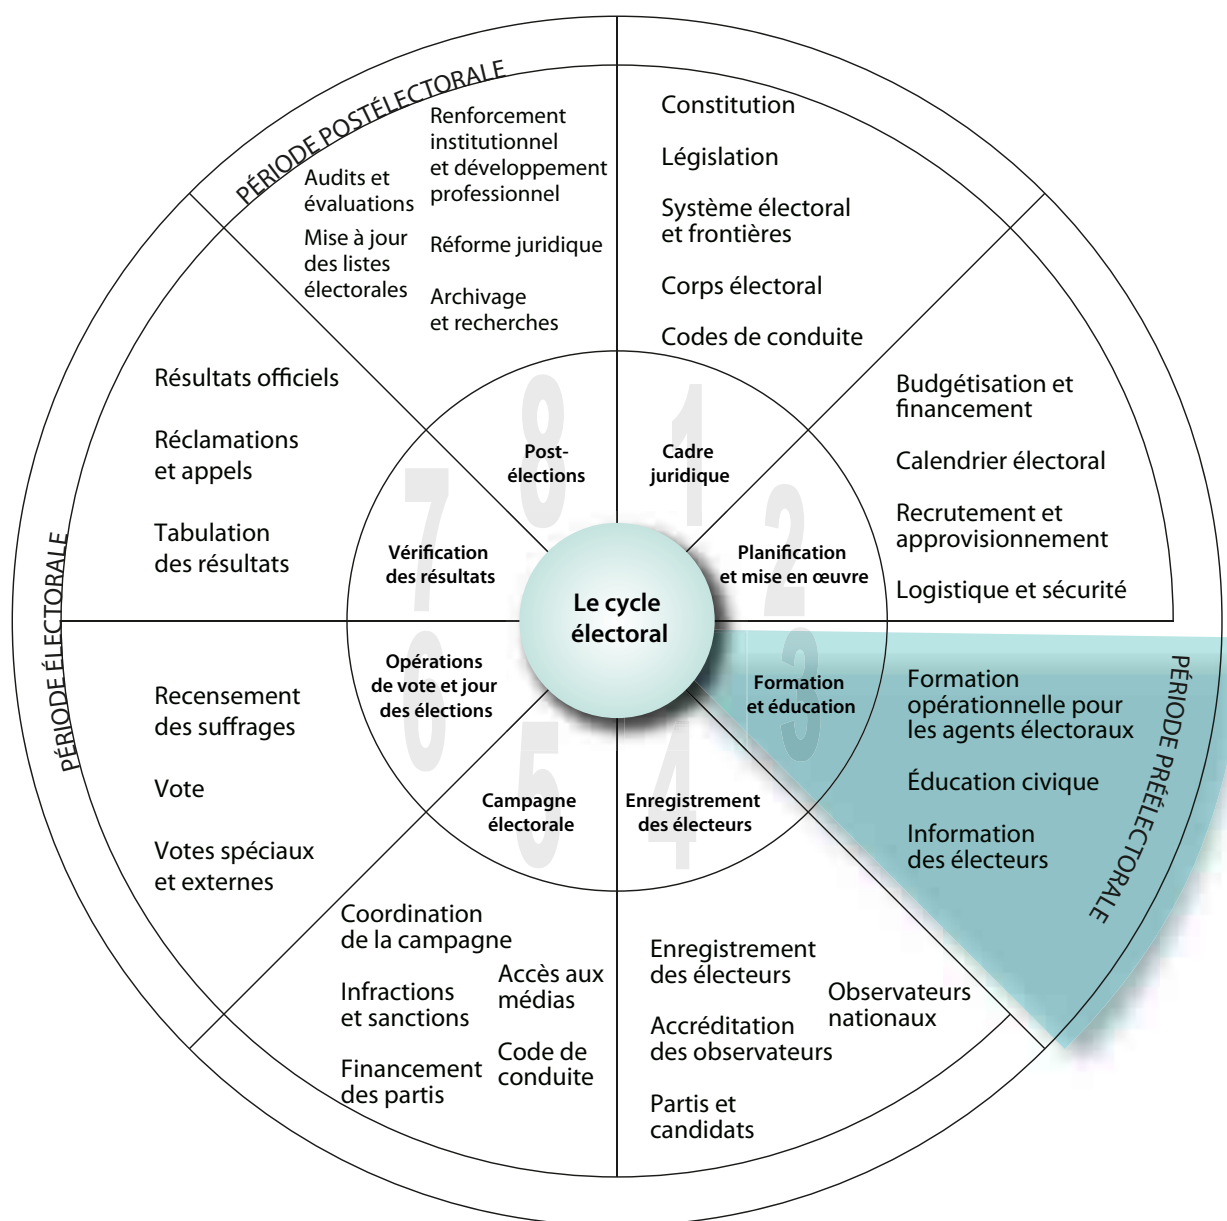 PÉRIODE POSTÉLECTORALE
Renforcement
institutionnel
et développement
professionnel
Audits et
évaluations
Mise à jour
des listes
électorales
Réforme juridique
Archivage
et recherches
8
Post-
élections
Constitution
Législation
Système électoral
et frontières
Corps électoral
Codes de conduite
1
Cadre
juridique
Budgétisation et
financement
Calendrier électoral
Recrutement et
approvisionnement
Logistique et sécurité
2
Planification
et mise en œuvre
Le cycle
électoral
PÉRIODE PRÉÉLECTORALE
3
Formation
et éducation
Formation
opérationnelle pour
les agents électoraux
Éducation civique
Information
des électeurs
4
Enregistrement
des électeurs
Enregistrement
des électeurs
Observateurs
nationaux
Accréditation
des observateurs
Partis et
candidats
5
Campagne
électorale
Coordination
de la campagne
Accès aux
médias
Infractions
et sanctions
Code de
conduite
Financement
des partis
PÉRIODE ÉLECTORALE
6
Opérations
de vote et jour
des élections
Recensement
des suffrages
Vote
Votes spéciaux
et externes
7
Vérification
des résultats
Résultats officiels
Réclamations
et appels
Tabulation
des résultats